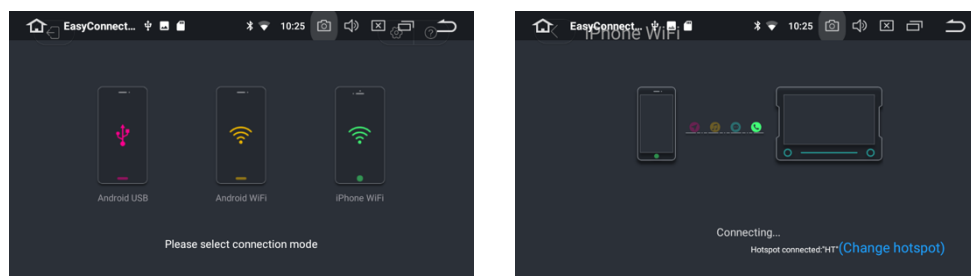 EasyConnect... 10:25
Android USB Android WiFi iPhone WiFi
Please select connection mode
EasyConnect... 10:25
iPhone WiFi
Connecting...
Hotspot connected:"HT"(Change hotspot)